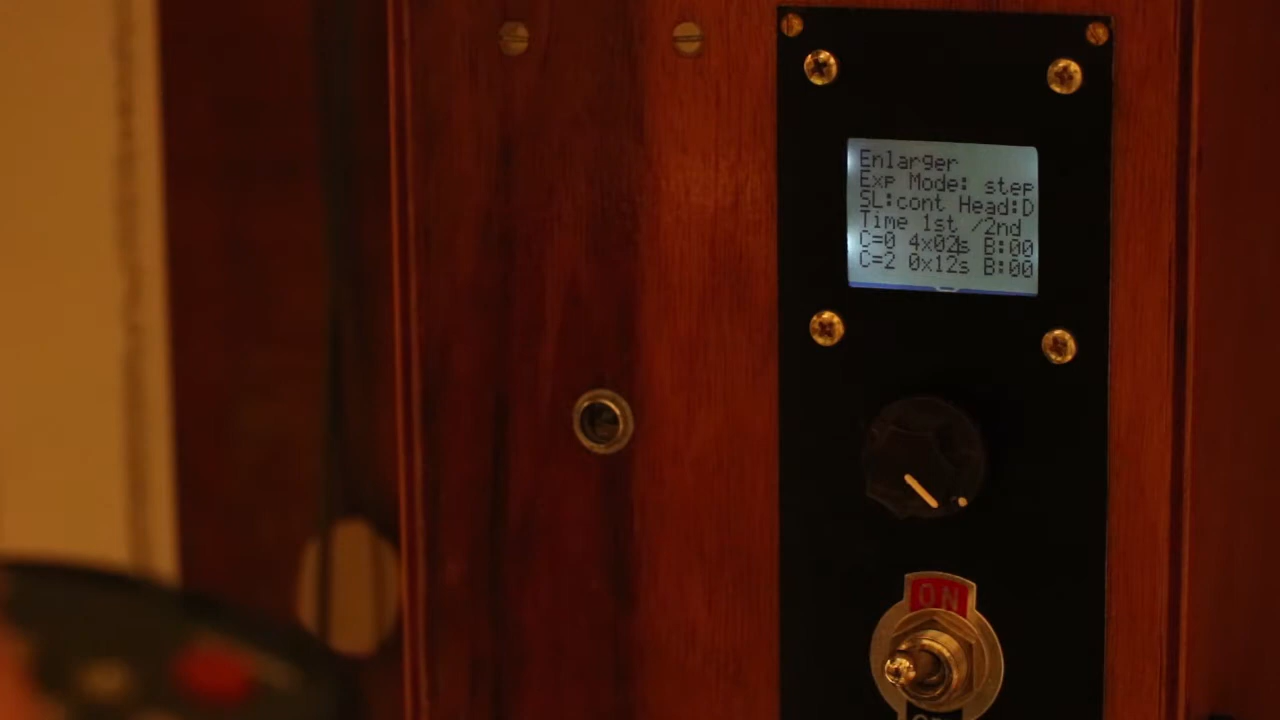 Enlarger
Exp Mode: step
SL:cont Head:D
Time 1st /2nd
C=0 4x02s B:00
C=2 0x12s B:00
ON